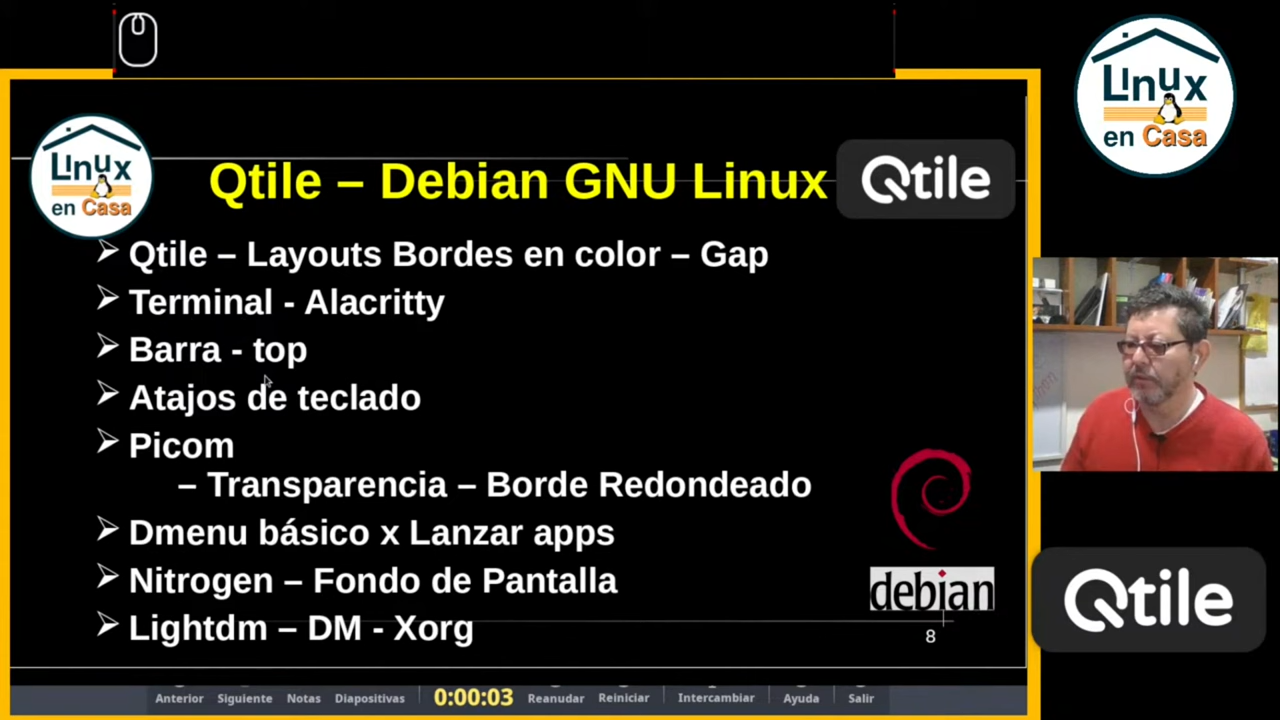 Linux
en Casa
Linux
en Casa
Qtile – Debian GNU Linux
Qtile
Qtile – Layouts Bordes en color – Gap
Terminal - Alacritty
Barra - top
Atajos de teclado
Picom
– Transparencia – Borde Redondeado
Dmenu básico x Lanzar apps
Nitrogen – Fondo de Pantalla
Lightdm – DM - Xorg
debian
8
Qtile
Anterior
Siguiente
Notas
Diapositivas
0:00:03
Reanudar
Reiniciar
Intercambiar
Ayuda
Salir